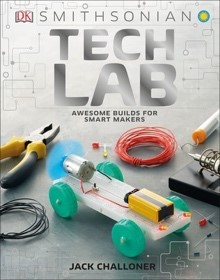 DK SMITHSONIAN
TECH
LAB
AWESOME BUILDS FOR
SMART MAKERS
JACK CHALLONER